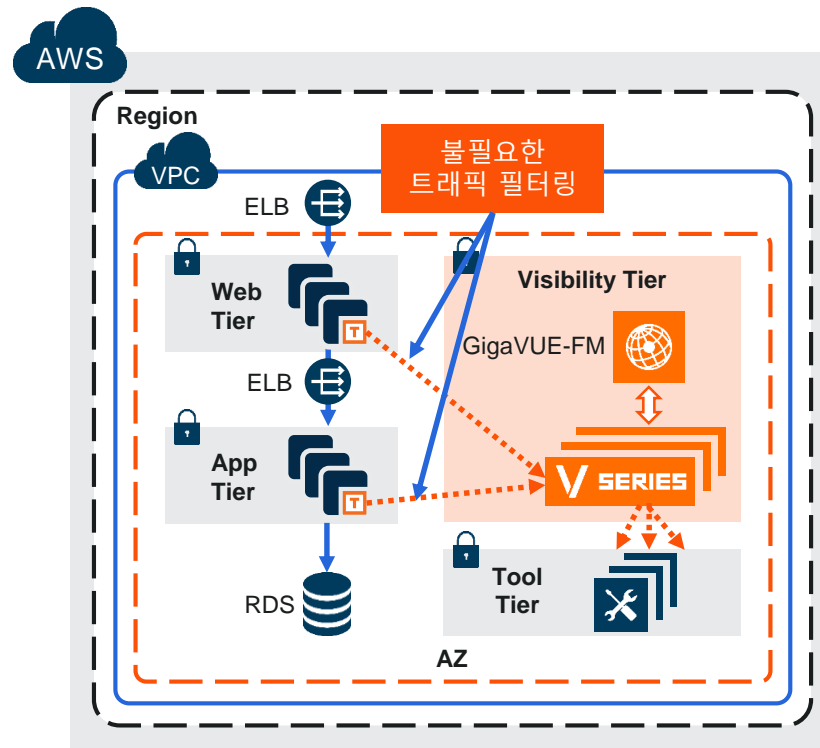 AWS
Region
VPC
불필요한
트래픽 필터링
ELB
Web
Tier
T
Visibility Tier
GigaVUE-FM
ELB
App
Tier
T
V SERIES
RDS
Tool
Tier
AZ